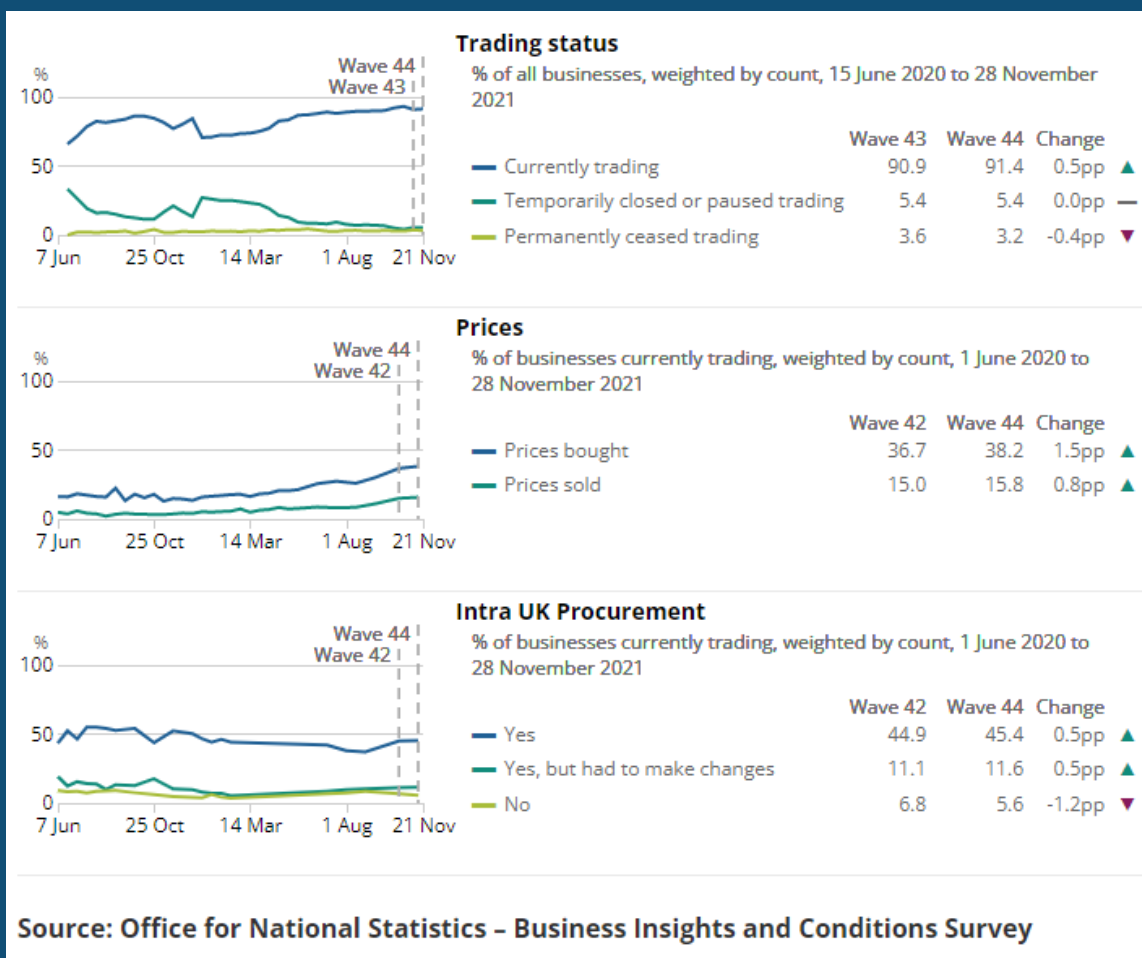 Trading status
% of all businesses, weighted by count, 15 June 2020 to 28 November
2021
%
Wave 44
Wave 43
100
50
0
7 Jun 25 Oct 14 Mar 1 Aug 21 Nov
Wave 43 Wave 44 Change
Currently trading 90.9 91.4 0.5pp ▲
Temporarily closed or paused trading 5.4 5.4 0.0pp —
Permanently ceased trading 3.6 3.2 -0.4pp ▼
Prices
% of businesses currently trading, weighted by count, 1 June 2020 to
28 November 2021
%
Wave 44
Wave 42
100
50
0
7 Jun 25 Oct 14 Mar 1 Aug 21 Nov
Wave 42 Wave 44 Change
Prices bought 36.7 38.2 1.5pp ▲
Prices sold 15.0 15.8 0.8pp ▲
Intra UK Procurement
% of businesses currently trading, weighted by count, 1 June 2020 to
28 November 2021
%
Wave 44
Wave 42
100
50
0
7 Jun 25 Oct 14 Mar 1 Aug 21 Nov
Wave 42 Wave 44 Change
Yes 44.9 45.4 0.5pp ▲
Yes, but had to make changes 11.1 11.6 0.5pp ▲
No 6.8 5.6 -1.2pp ▼
Source: Office for National Statistics – Business Insights and Conditions Survey